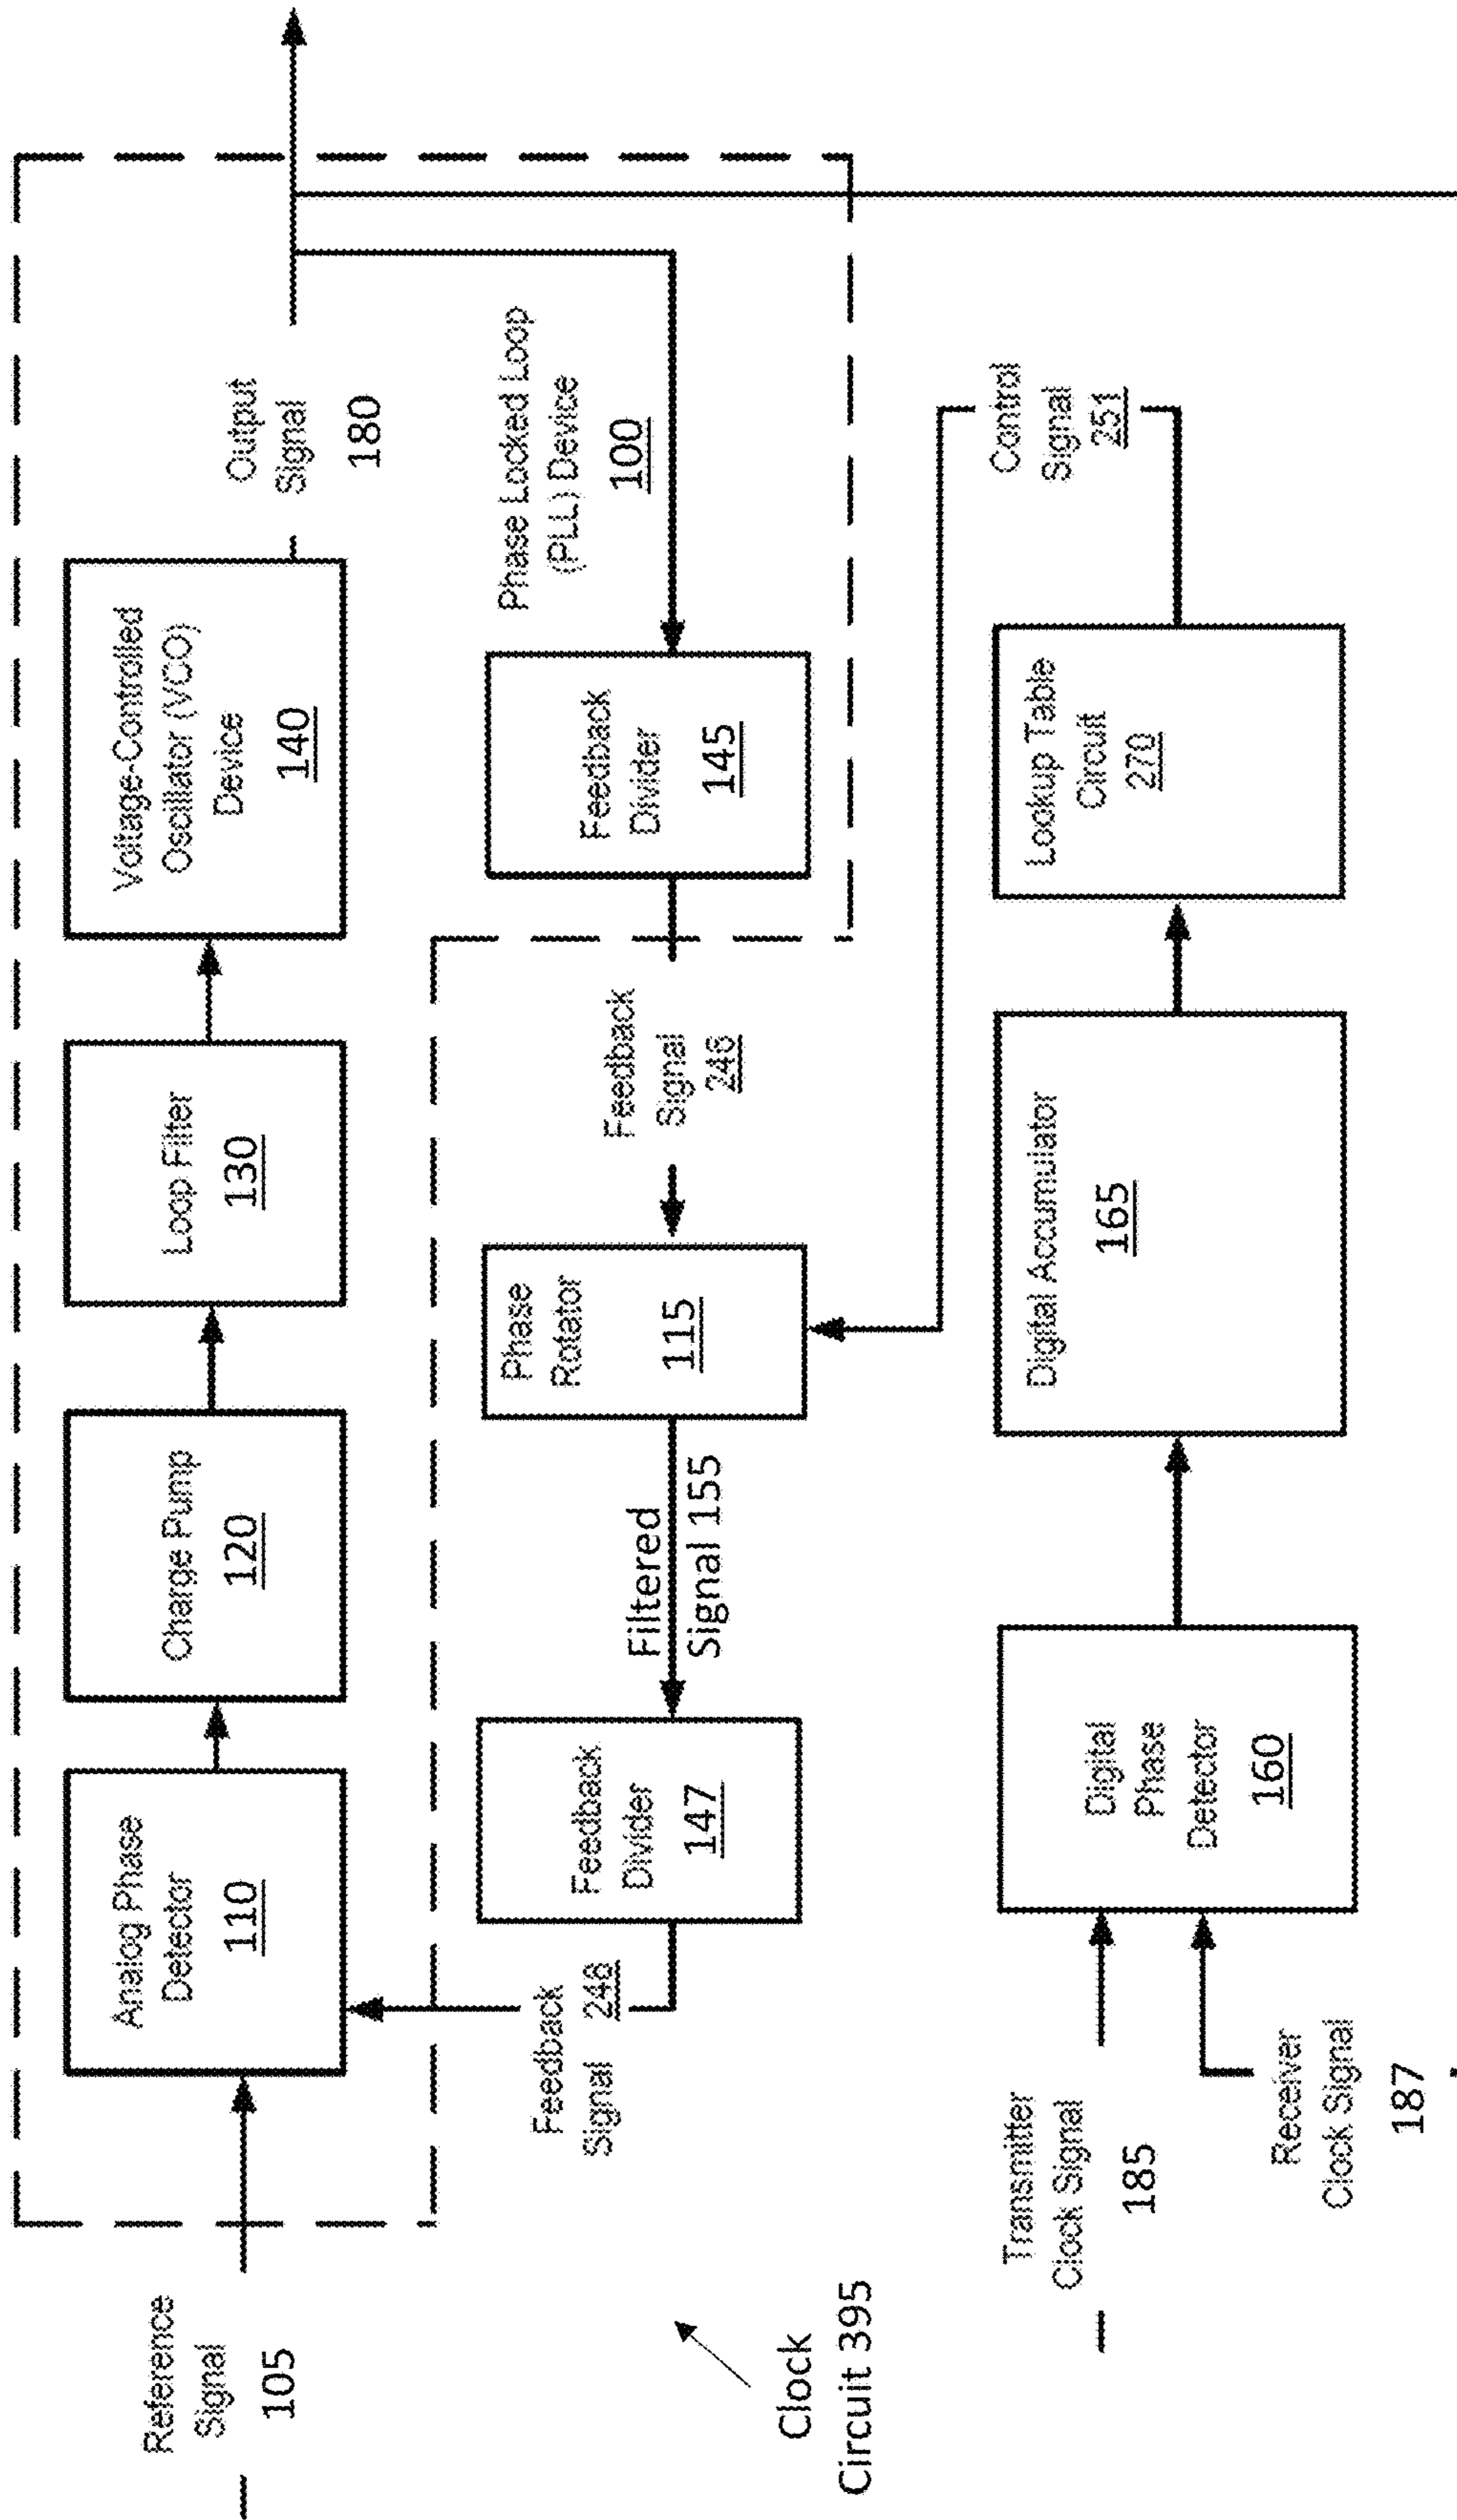 Reference
Signal
105
Analog Phase
Detector
110
Charge Pump
120
Loop Filter
130
Voltage-Controlled
Oscillator (VCO)
Device
140
Output
Signal
180
Phase Locked Loop
(PLL) Device
100
Feedback
Signal 248
Feedback
Divider
147
Filtered
Signal 155
Phase
Rotator
115
Feedback
Signal
246
Feedback
Divider
145
Clock
Circuit 395
Transmitter
Clock Signal
185
Receiver
Clock Signal
187
Digital
Phase
Detector
160
Digital Accumulator
165
Lookup Table
Circuit
270
Control
Signal
251